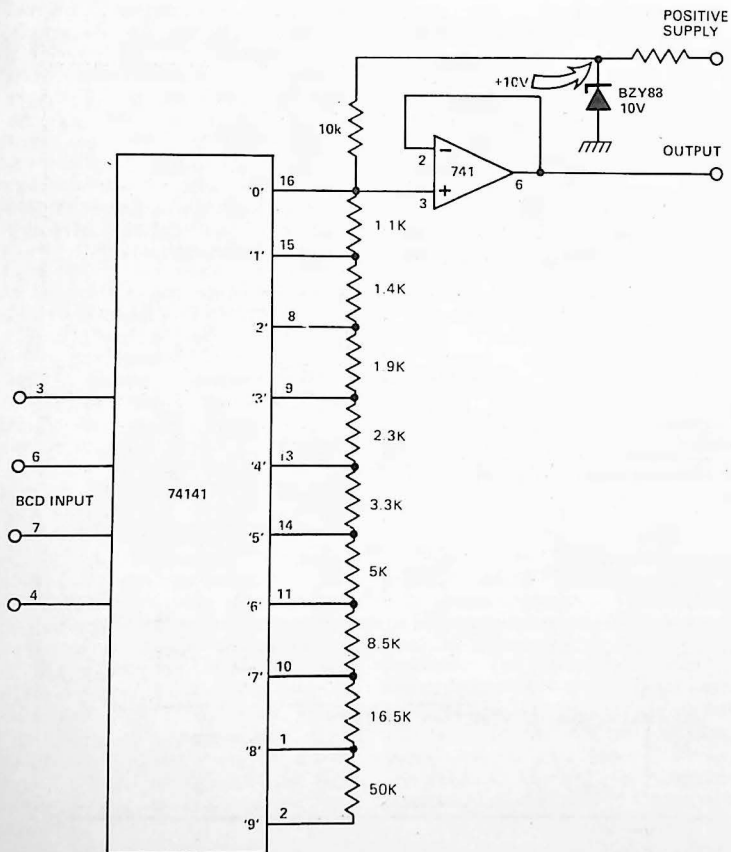 POSITIVE
SUPPLY
+10V
BZY88
10V
10k
OUTPUT
2
741
6
3
'0'
16
1 1K
'1'
15
1.4K
2'
8
1.9K
3
'3'
9
2.3K
6
'4'
13
74141
3.3K
BCD INPUT
7
'5'
14
5K
4
'6'
11
8.5K
'7'
10
16.5K
'8'
1
50K
'9'
2